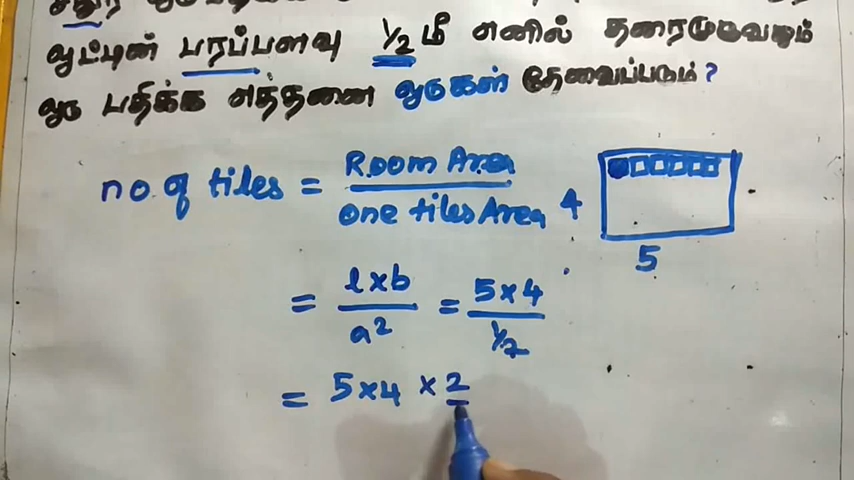 சதுர
ஓட்டின் பரப்பளவு ½ மீ எனில் தரைமுழுவதும்
ஓடு பதிக்க எத்தனை ஓடுகள் தேவைப்படும்?
no.of tiles = Room Area / One tiles Area
4
5
= l×b / a² = 5×4 / ½
= 5×4 × 2